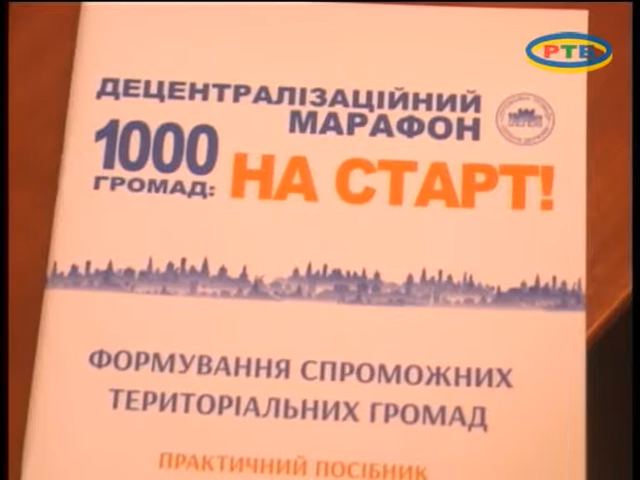 РТБ
ДЕЦЕНТРАЛІЗАЦІЙНИЙ
МАРАФОН
1000
ГРОМАД:
НА СТАРТ!
ФОРМУВАННЯ СПРОМОЖНИХ
ТЕРИТОРІАЛЬНИХ ГРОМАД
ПРАКТИЧНИЙ ПОСІБНИК